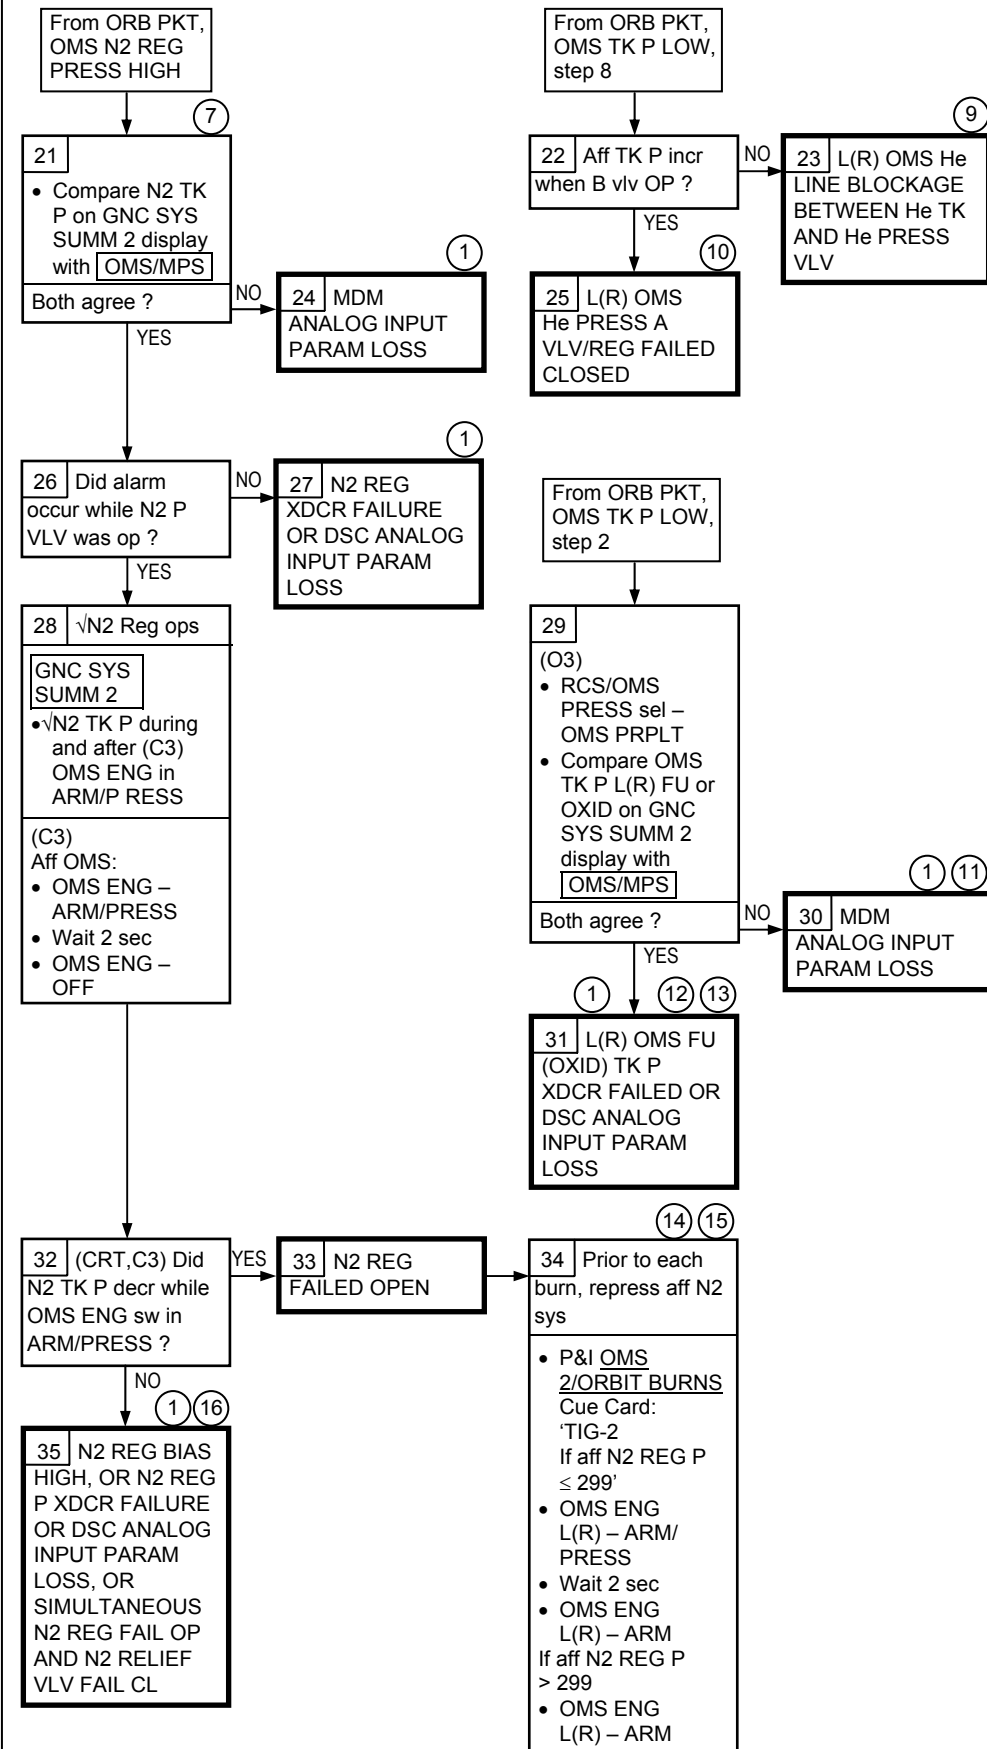 From ORB PKT,
OMS N2 REG
PRESS HIGH
7
21
• Compare N2 TK
P on GNC SYS
SUMM 2 display
with OMS/MPS
Both agree ?
NO
YES
1
24 MDM
ANALOG INPUT
PARAM LOSS
26 Did alarm
occur while N2 P
VLV was op ?
NO
YES
1
27 N2 REG
XDCR FAILURE
OR DSC ANALOG
INPUT PARAM
LOSS
28 √N2 Reg ops
GNC SYS
SUMM 2
•√N2 TK P during
and after (C3)
OMS ENG in
ARM/P RESS
(C3)
Aff OMS:
• OMS ENG –
ARM/PRESS
• Wait 2 sec
• OMS ENG –
OFF
32 (CRT,C3) Did
N2 TK P decr while
OMS ENG sw in
ARM/PRESS ?
YES
NO
33 N2 REG
FAILED OPEN
14 15
34 Prior to each
burn, repress aff N2
sys
• P&I OMS
2/ORBIT BURNS
Cue Card:
‘TIG-2
If aff N2 REG P
≤ 299’
• OMS ENG
L(R) – ARM/
PRESS
• Wait 2 sec
• OMS ENG
L(R) – ARM
If aff N2 REG P
> 299
• OMS ENG
L(R) – ARM
1 16
35 N2 REG BIAS
HIGH, OR N2 REG
P XDCR FAILURE
OR DSC ANALOG
INPUT PARAM
LOSS, OR
SIMULTANEOUS
N2 REG FAIL OP
AND N2 RELIEF
VLV FAIL CL
From ORB PKT,
OMS TK P LOW,
step 8
22 Aff TK P incr
when B vlv OP ?
NO
YES
9
23 L(R) OMS He
LINE BLOCKAGE
BETWEEN He TK
AND He PRESS
VLV
10
25 L(R) OMS
He PRESS A
VLV/REG FAILED
CLOSED
From ORB PKT,
OMS TK P LOW,
step 2
29
(O3)
• RCS/OMS
PRESS sel –
OMS PRPLT
• Compare OMS
TK P L(R) FU or
OXID on GNC
SYS SUMM 2
display with
OMS/MPS
Both agree ?
NO
YES
1 11
30 MDM
ANALOG INPUT
PARAM LOSS
1 12 13
31 L(R) OMS FU
(OXID) TK P
XDCR FAILED OR
DSC ANALOG
INPUT PARAM
LOSS